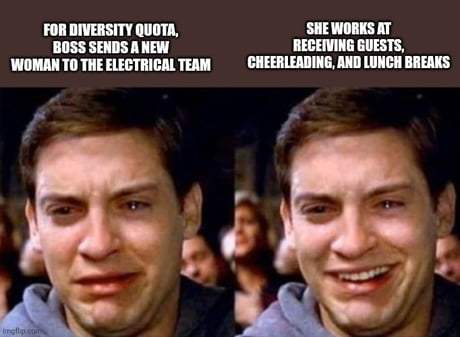 FOR DIVERSITY QUOTA,
BOSS SENDS A NEW
WOMAN TO THE ELECTRICAL TEAM
SHE WORKS AT
RECEIVING GUESTS,
CHEERLEADING, AND LUNCH BREAKS
imgflip.com